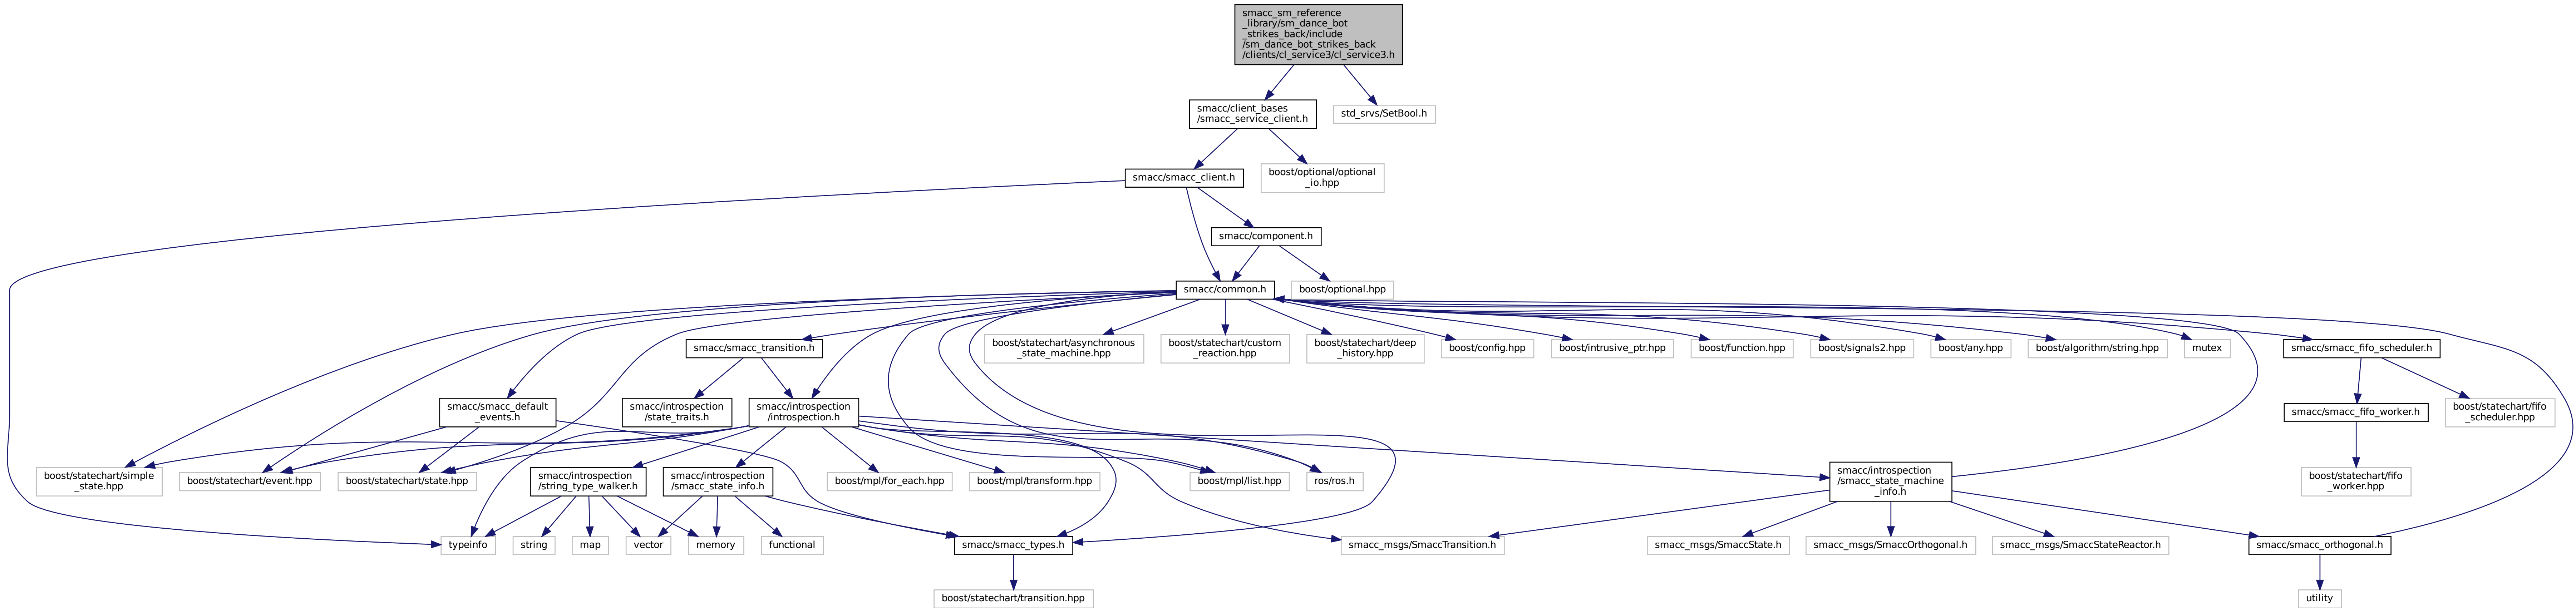 smacc_sm_reference
_library/sm_dance_bot
_strikes_back/include
/sm_dance_bot_strikes_back
/clients/cl_service3/cl_service3.h
smacc/client_bases
/smacc_service_client.h
std_srvs/SetBool.h
smacc/smacc_client.h
boost/optional/optional
_io.hpp
smacc/component.h
smacc/common.h
boost/optional.hpp
smacc/smacc_transition.h
boost/statechart/asynchronous
_state_machine.hpp
boost/statechart/custom
_reaction.hpp
boost/statechart/deep
_history.hpp
boost/config.hpp
boost/intrusive_ptr.hpp
boost/function.hpp
boost/signals2.hpp
boost/any.hpp
boost/algorithm/string.hpp
mutex
smacc/smacc_fifo_scheduler.h
smacc/smacc_default
_events.h
smacc/introspection
/state_traits.h
smacc/introspection
/introspection.h
smacc/smacc_fifo_worker.h
boost/statechart/fifo
_scheduler.hpp
boost/statechart/simple
_state.hpp
boost/statechart/event.hpp
boost/statechart/state.hpp
smacc/introspection
/string_type_walker.h
smacc/introspection
/smacc_state_info.h
boost/mpl/for_each.hpp
boost/mpl/transform.hpp
boost/mpl/list.hpp
ros/ros.h
smacc/introspection
/smacc_state_machine
_info.h
boost/statechart/fifo
_worker.hpp
typeinfo
string
map
vector
memory
functional
smacc/smacc_types.h
smacc_msgs/SmaccTransition.h
smacc_msgs/SmaccState.h
smacc_msgs/SmaccOrthogonal.h
smacc_msgs/SmaccStateReactor.h
smacc/smacc_orthogonal.h
boost/statechart/transition.hpp
utility